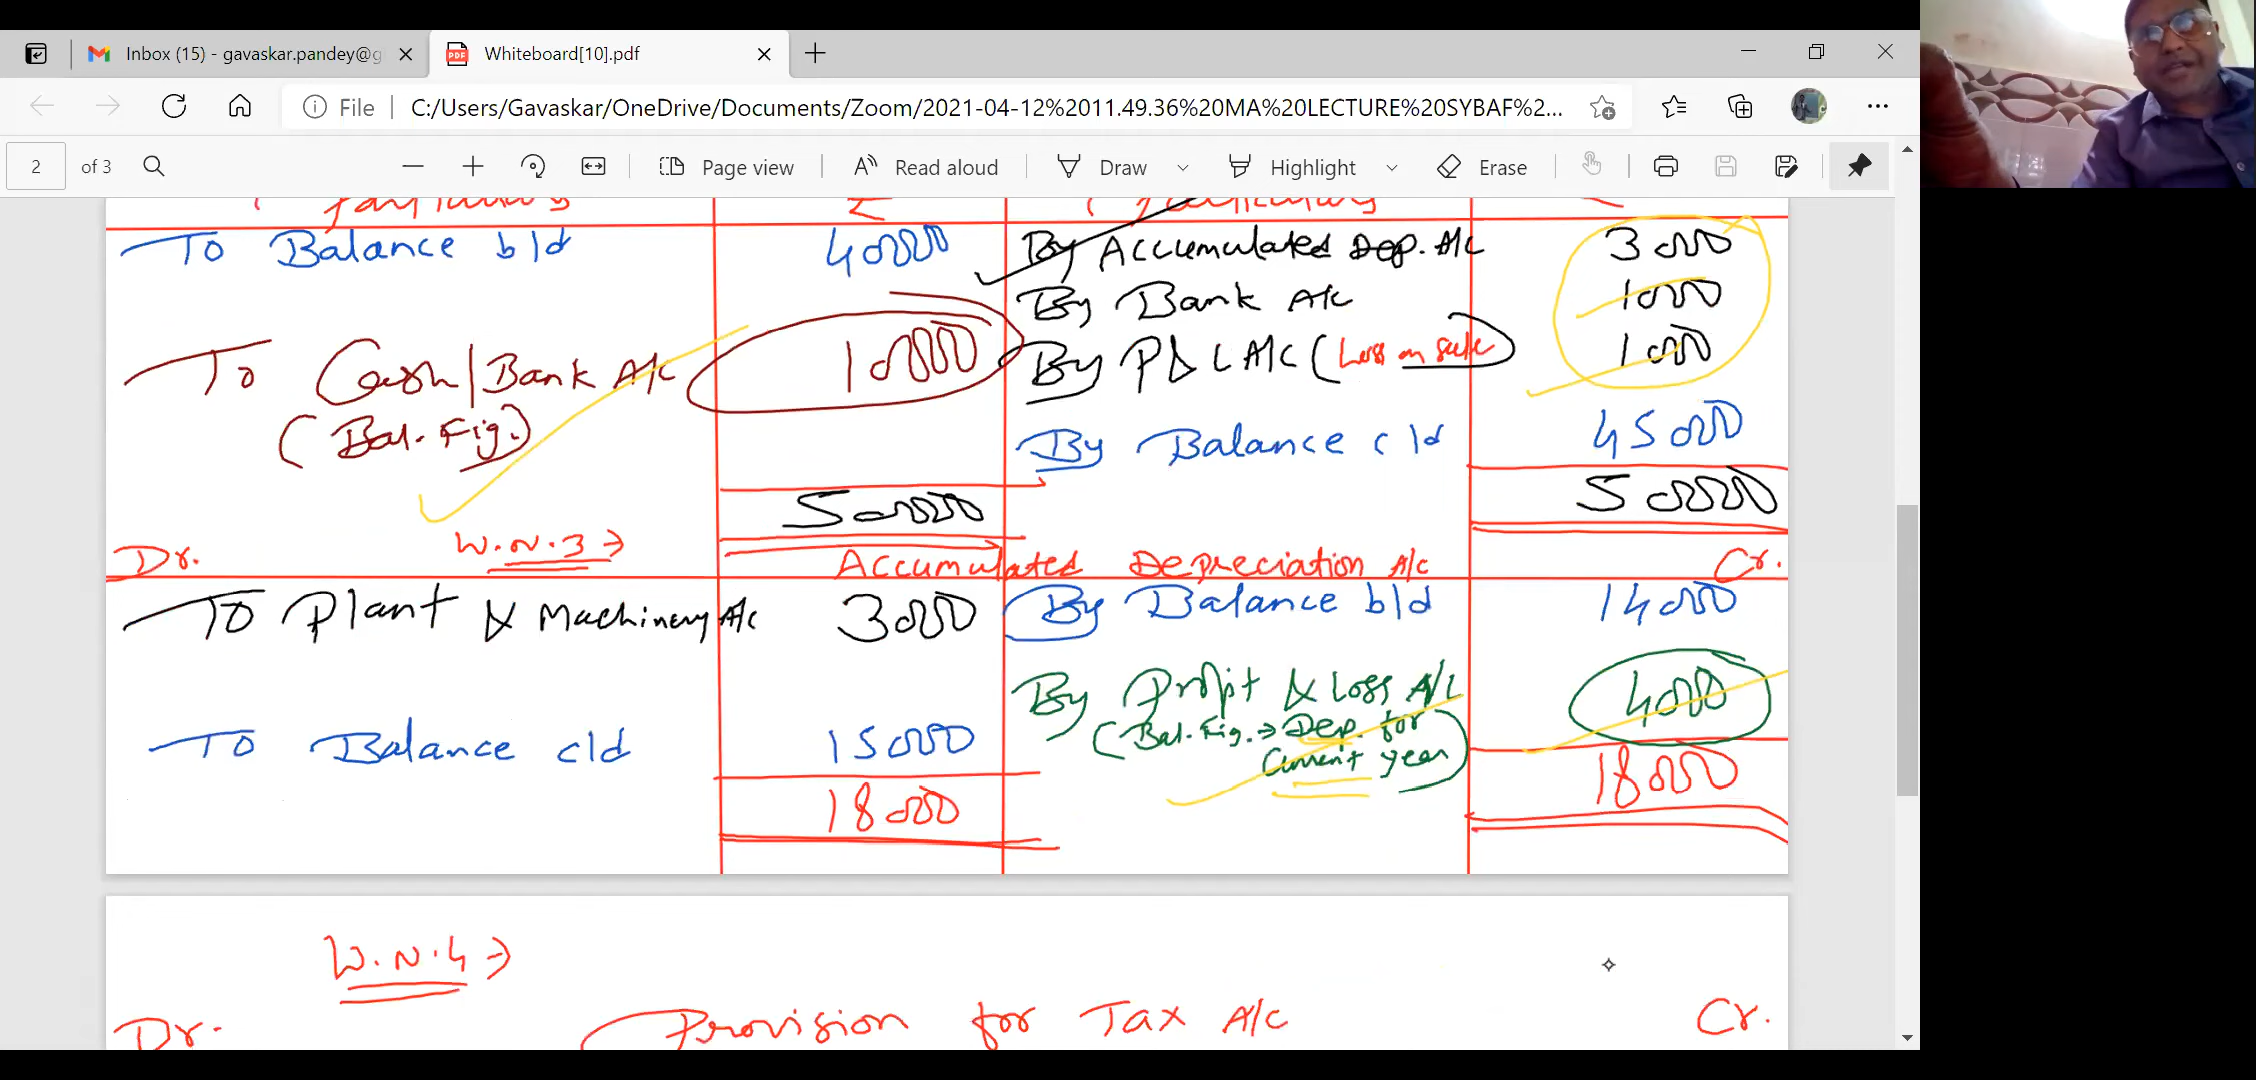 Inbox (15) - gavaskar.pandey@g
Whiteboard[10].pdf
File C:/Users/Gavaskar/OneDrive/Documents/Zoom/2021-04-12%2011.49.36%20MA%20LECTURE%20SYBAF%2...
2 of 3 Page view Read aloud Draw Highlight Erase
Particulars ₹ Particulars
To Balance b/d 40000 By Accumulated Dep. A/c 3000
By Bank A/c 1000
To Cash/Bank A/c 10000 By P&L A/c (Loss on sale) 1000
(Bal. Fig.)
By Balance c/d 45000
50000 50000
W.N.3→
Dr. Accumulated Depreciation A/c Cr.
To Plant & Machinery A/c 3000 By Balance b/d 14000
By Profit & Loss A/c 4000
(Bal. Fig.→ Dep. for
Current year)
To Balance c/d 15000
18000 18000
W.N.4→
Dr. Provision for Tax A/c Cr.